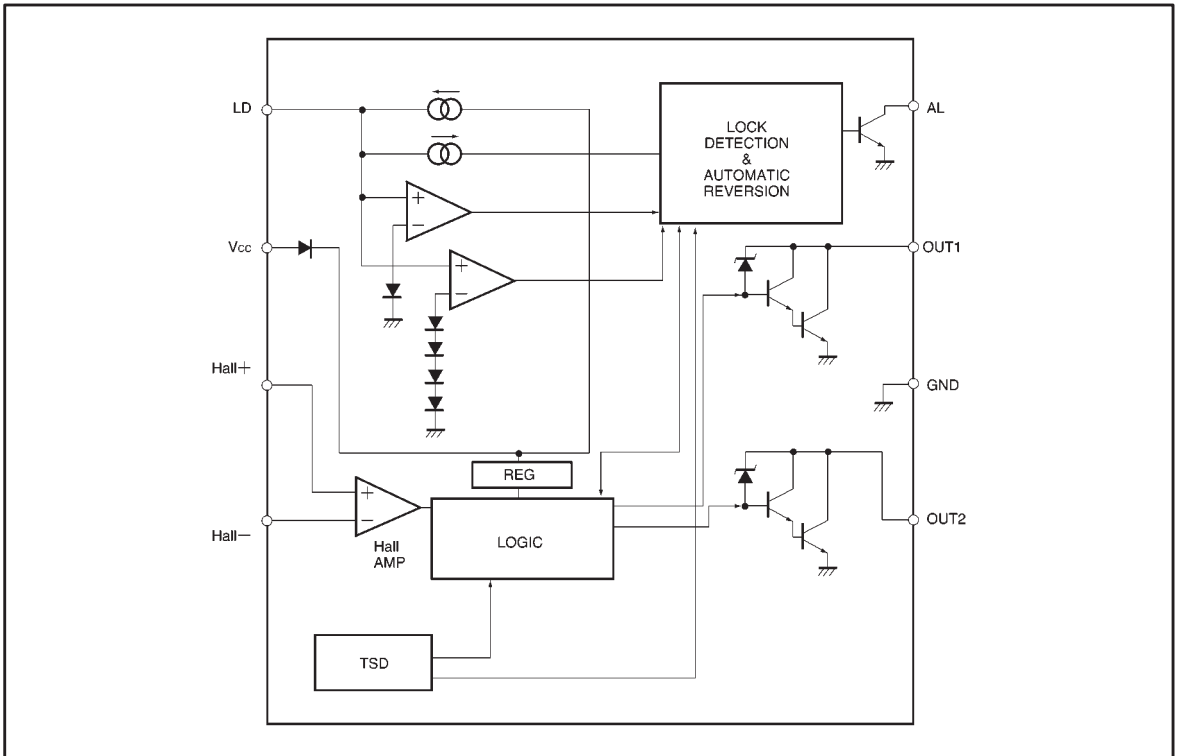 LD
LOCK
DETECTION
&
AUTOMATIC
REVERSION
AL
+
−
Vcc
OUT1
+
−
Hall+
GND
REG
+
−
Hall−
Hall
AMP
LOGIC
OUT2
TSD